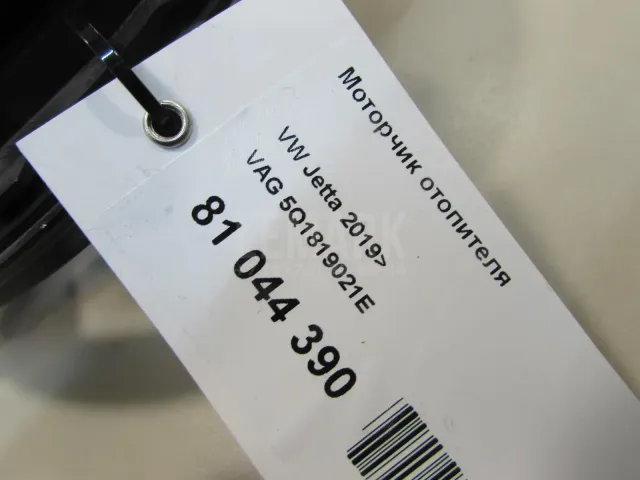 Моторчик отопителя
VW Jetta 2019>
VAG 5Q1819021E
81 044 390